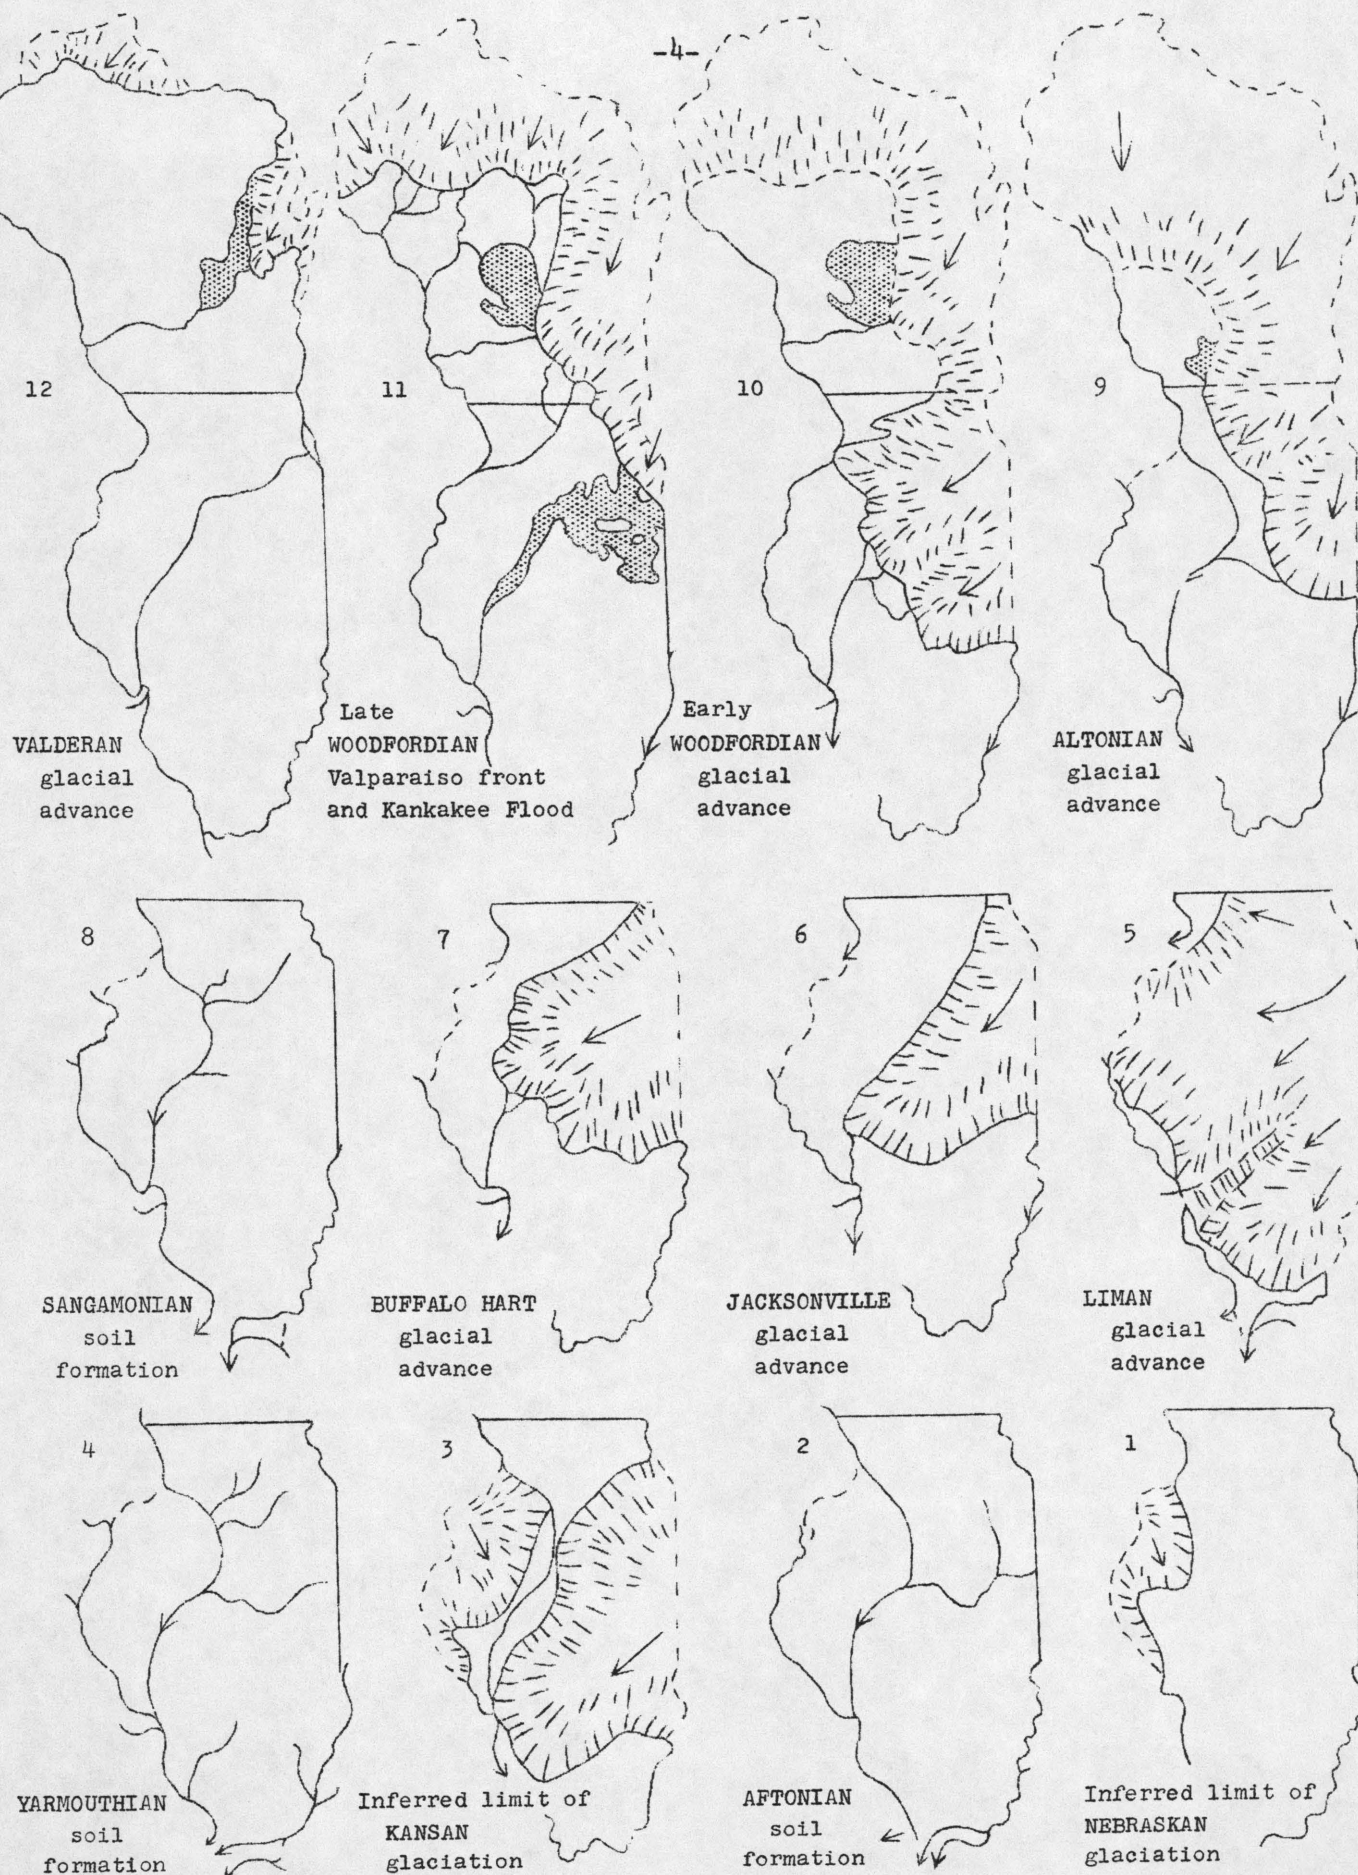 -4-
12
11
10
9
VALDERAN
glacial
advance
Late
WOODFORDIAN
Valparaiso front
and Kankakee Flood
Early
WOODFORDIAN
glacial
advance
ALTONIAN
glacial
advance
8
7
6
5
SANGAMONIAN
soil
formation
BUFFALO HART
glacial
advance
JACKSONVILLE
glacial
advance
LIMAN
glacial
advance
4
3
2
1
YARMOUTHIAN
soil
formation
Inferred limit of
KANSAN
glaciation
AFTONIAN
soil
formation
Inferred limit of
NEBRASKAN
glaciation